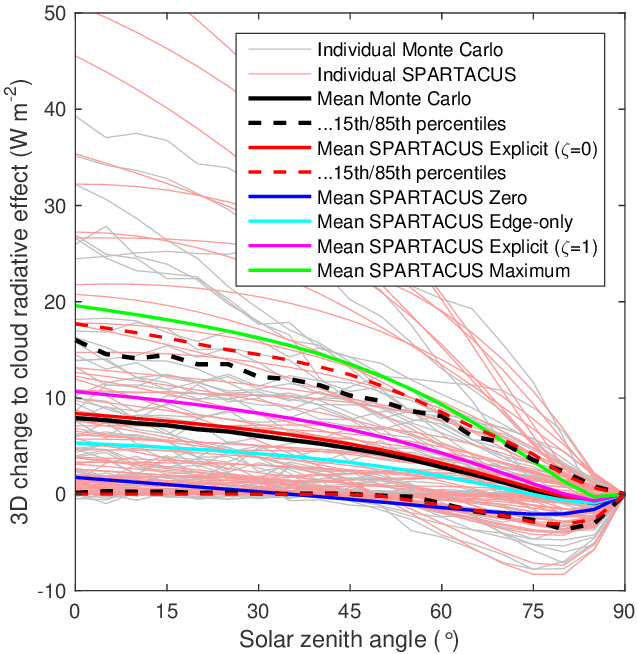 50
40
30
20
10
0
-10
3D change to cloud radiative effect (W m⁻²)
Individual Monte Carlo
Individual SPARTACUS
Mean Monte Carlo
...15th/85th percentiles
Mean SPARTACUS Explicit (ζ=0)
...15th/85th percentiles
Mean SPARTACUS Zero
Mean SPARTACUS Edge-only
Mean SPARTACUS Explicit (ζ=1)
Mean SPARTACUS Maximum
0 15 30 45 60 75 90
Solar zenith angle (°)